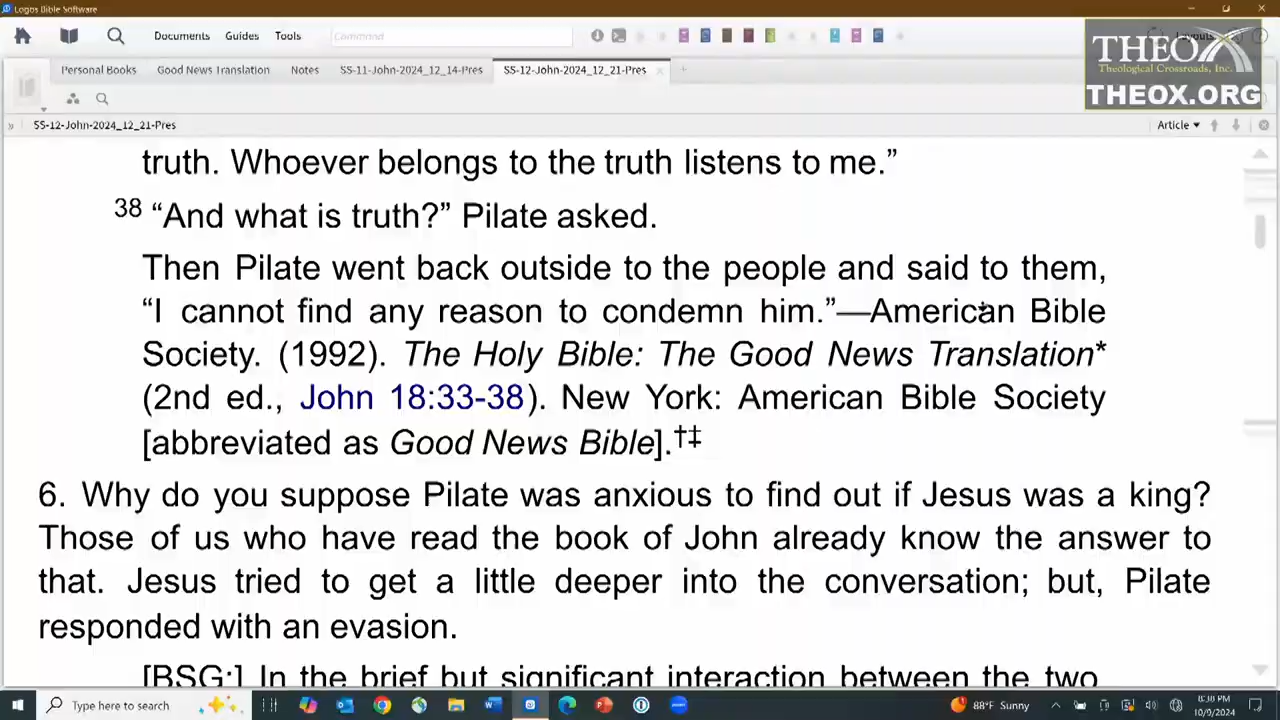 Logos Bible Software
Documents Guides Tools Command
THEOX
Theological Crossroads, Inc.
THEOX.ORG
Personal Books Good News Translation Notes SS-11-John-20 SS-12-John-2024_12_21-Pres
SS-12-John-2024_12_21-Pres Article
truth. Whoever belongs to the truth listens to me.”
38 “And what is truth?” Pilate asked.
Then Pilate went back outside to the people and said to them,
“I cannot find any reason to condemn him.”—American Bible
Society. (1992). The Holy Bible: The Good News Translation*
(2nd ed., John 18:33-38). New York: American Bible Society
[abbreviated as Good News Bible].†‡
6. Why do you suppose Pilate was anxious to find out if Jesus was a king?
Those of us who have read the book of John already know the answer to
that. Jesus tried to get a little deeper into the conversation; but, Pilate
responded with an evasion.
[BSG:] In the brief but significant interaction between the two
Type here to search
88°F Sunny
8:38 PM
10/9/2024